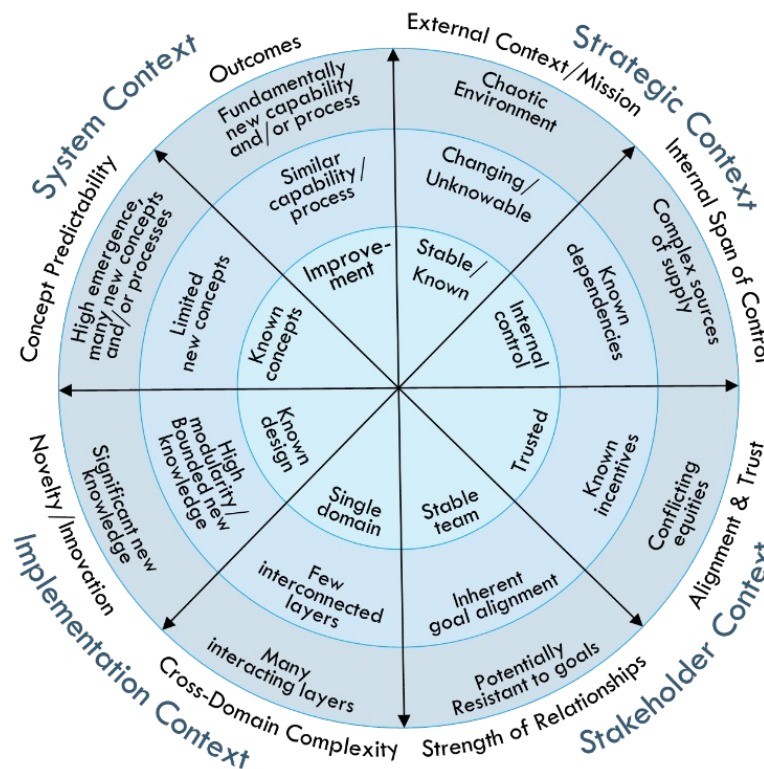 System Context
Outcomes
External Context/Mission
Strategic Context
Fundamentally
new capability
and/or process
Chaotic
Environment
Concept Predictability
High emergence,
many new concepts
and/or processes
Similar
capability/
process
Changing/
Unknowable
Internal Span of Control
Complex sources
of supply
Limited
new concepts
Improve-
ment
Stable/
Known
Known
dependencies
Known
concepts
Internal
control
Novelty/Innovation
Significant new
knowledge
High
modularity/
Bounded new
knowledge
Known
design
Trusted
Known
incentives
Conflicting
equities
Alignment & Trust
Single
domain
Stable
team
Few
interconnected
layers
Inherent
goal alignment
Many
interacting layers
Potentially
Resistant to goals
Implementation Context
Cross-Domain Complexity
Strength of Relationships
Stakeholder Context